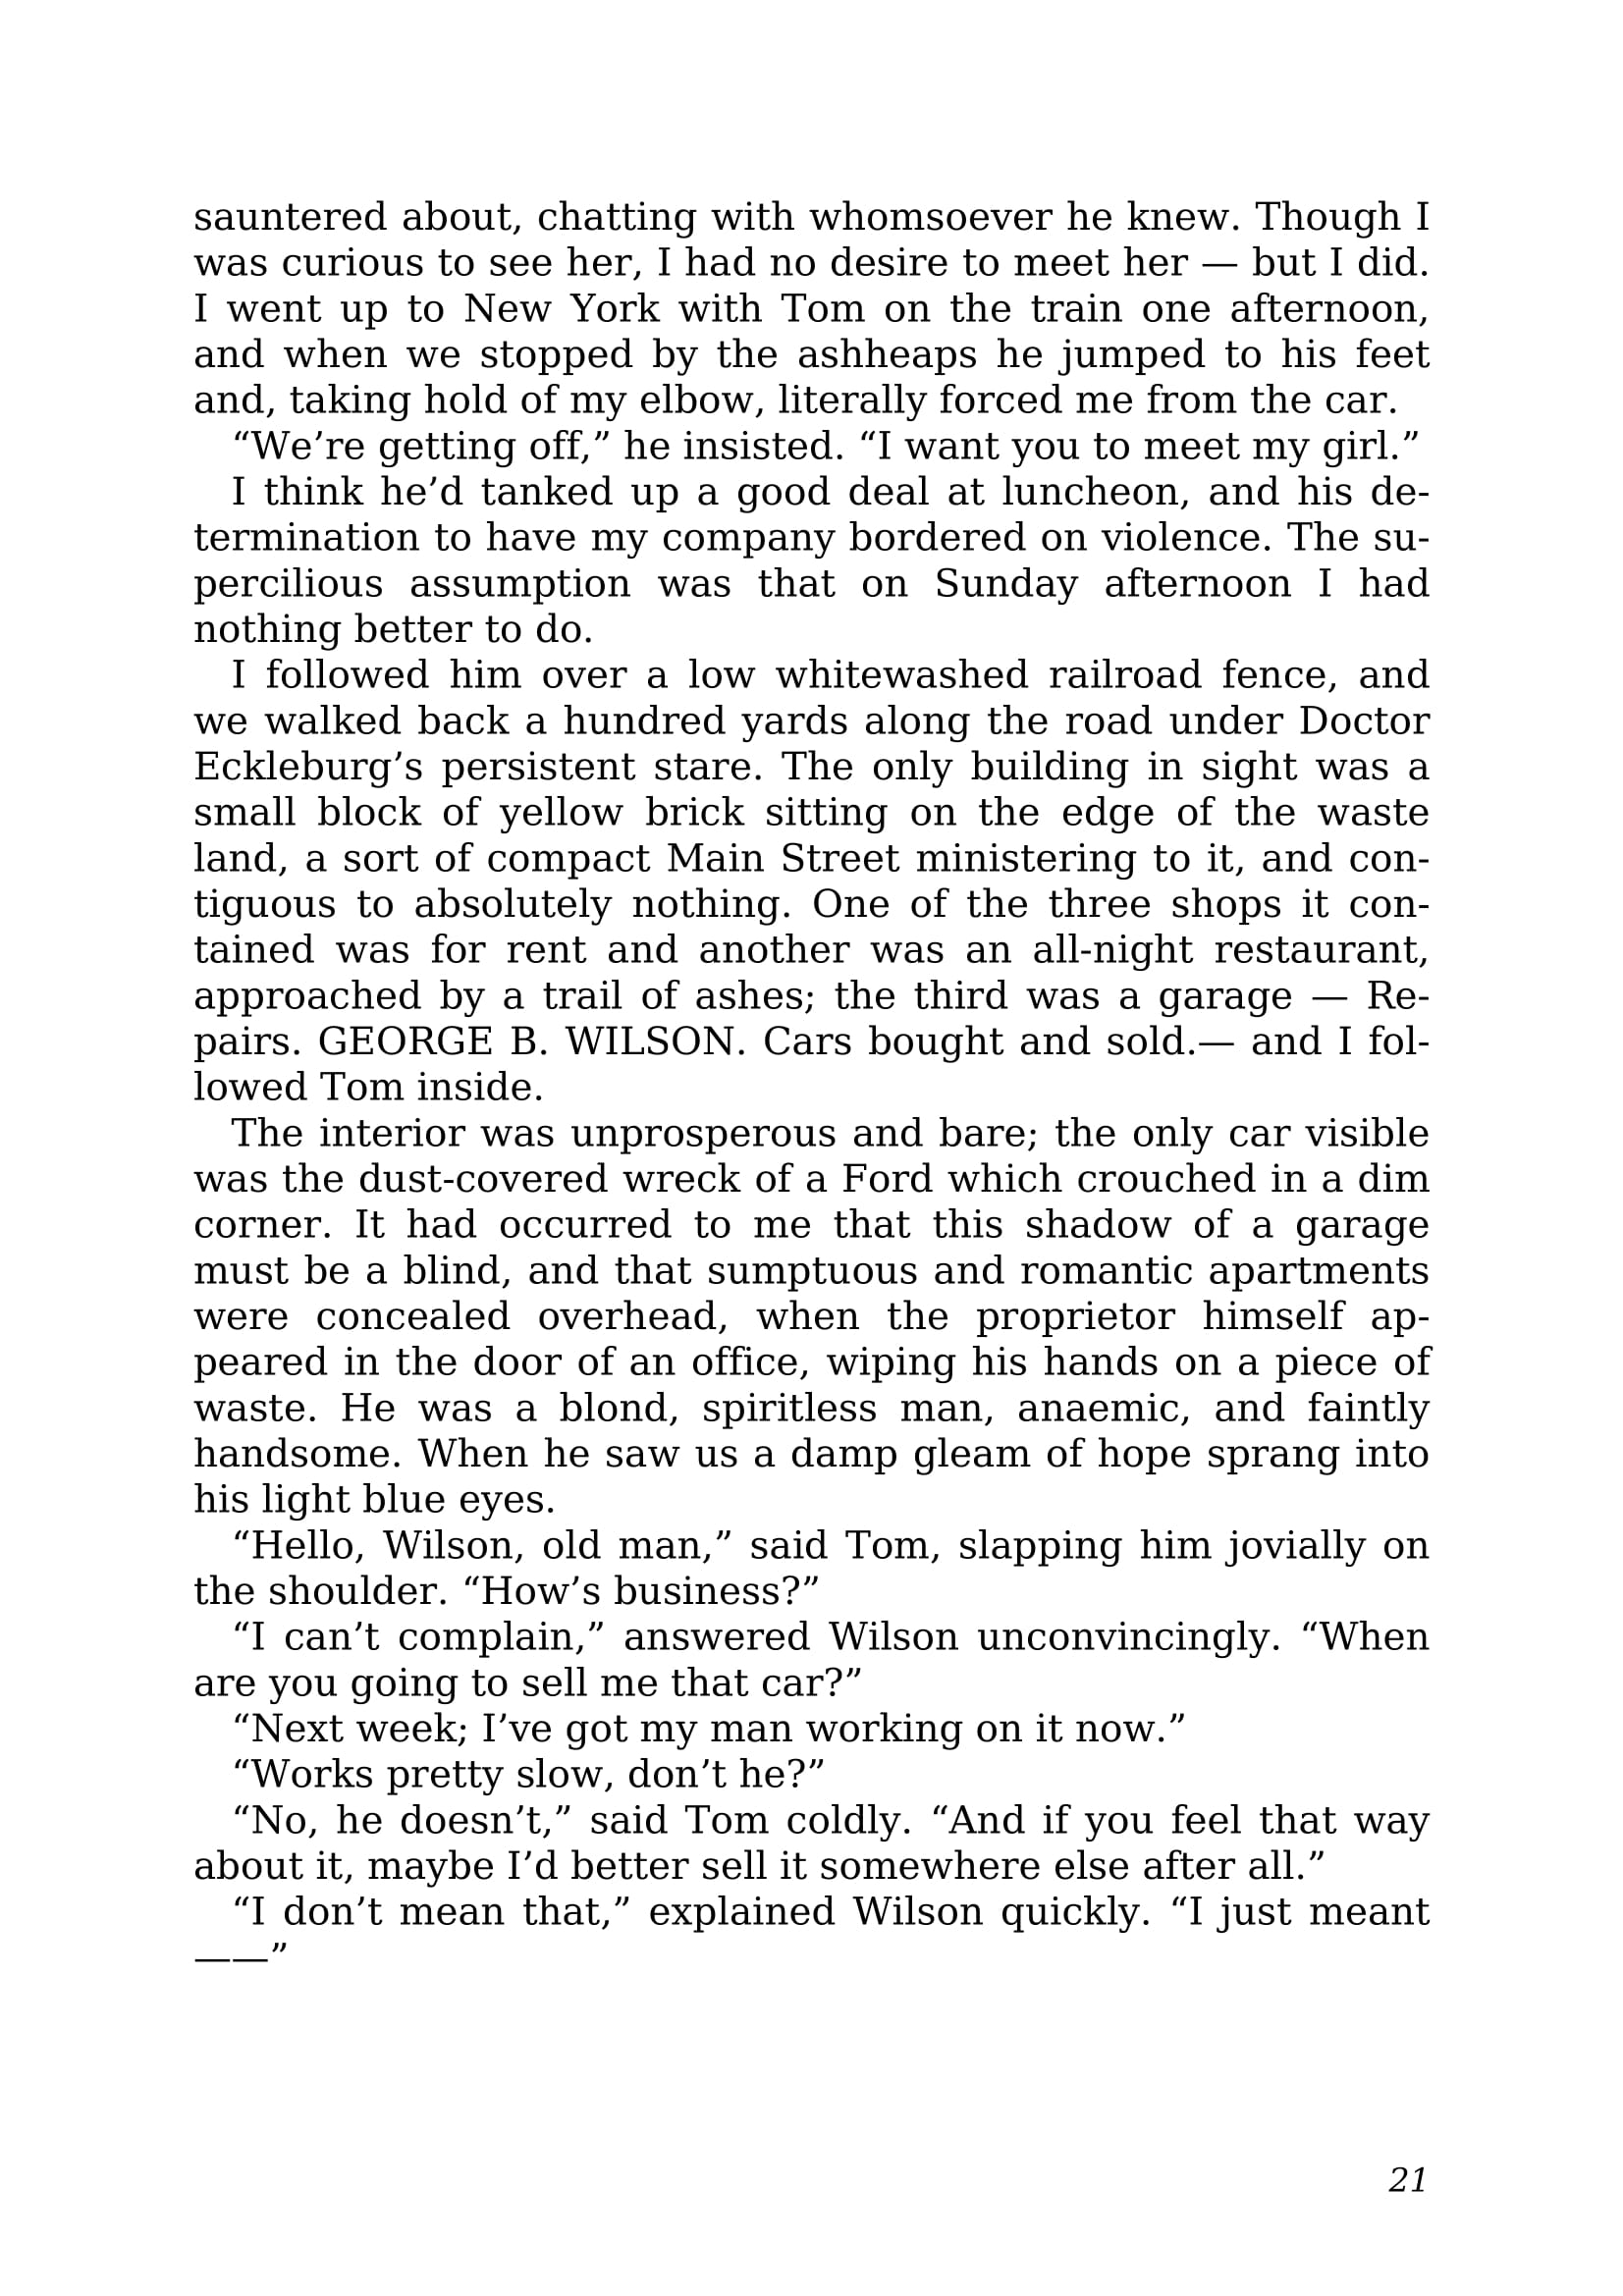 sauntered about, chatting with whomsoever he knew. Though I
was curious to see her, I had no desire to meet her — but I did.
I went up to New York with Tom on the train one afternoon,
and when we stopped by the ashheaps he jumped to his feet
and, taking hold of my elbow, literally forced me from the car.
“We’re getting off,” he insisted. “I want you to meet my girl.”
I think he’d tanked up a good deal at luncheon, and his de-
termination to have my company bordered on violence. The su-
percilious assumption was that on Sunday afternoon I had
nothing better to do.
I followed him over a low whitewashed railroad fence, and
we walked back a hundred yards along the road under Doctor
Eckleburg’s persistent stare. The only building in sight was a
small block of yellow brick sitting on the edge of the waste
land, a sort of compact Main Street ministering to it, and con-
tiguous to absolutely nothing. One of the three shops it con-
tained was for rent and another was an all-night restaurant,
approached by a trail of ashes; the third was a garage — Re-
pairs. GEORGE B. WILSON. Cars bought and sold.— and I fol-
lowed Tom inside.
The interior was unprosperous and bare; the only car visible
was the dust-covered wreck of a Ford which crouched in a dim
corner. It had occurred to me that this shadow of a garage
must be a blind, and that sumptuous and romantic apartments
were concealed overhead, when the proprietor himself ap-
peared in the door of an office, wiping his hands on a piece of
waste. He was a blond, spiritless man, anaemic, and faintly
handsome. When he saw us a damp gleam of hope sprang into
his light blue eyes.
“Hello, Wilson, old man,” said Tom, slapping him jovially on
the shoulder. “How’s business?”
“I can’t complain,” answered Wilson unconvincingly. “When
are you going to sell me that car?”
“Next week; I’ve got my man working on it now.”
“Works pretty slow, don’t he?”
“No, he doesn’t,” said Tom coldly. “And if you feel that way
about it, maybe I’d better sell it somewhere else after all.”
“I don’t mean that,” explained Wilson quickly. “I just meant
——”
21